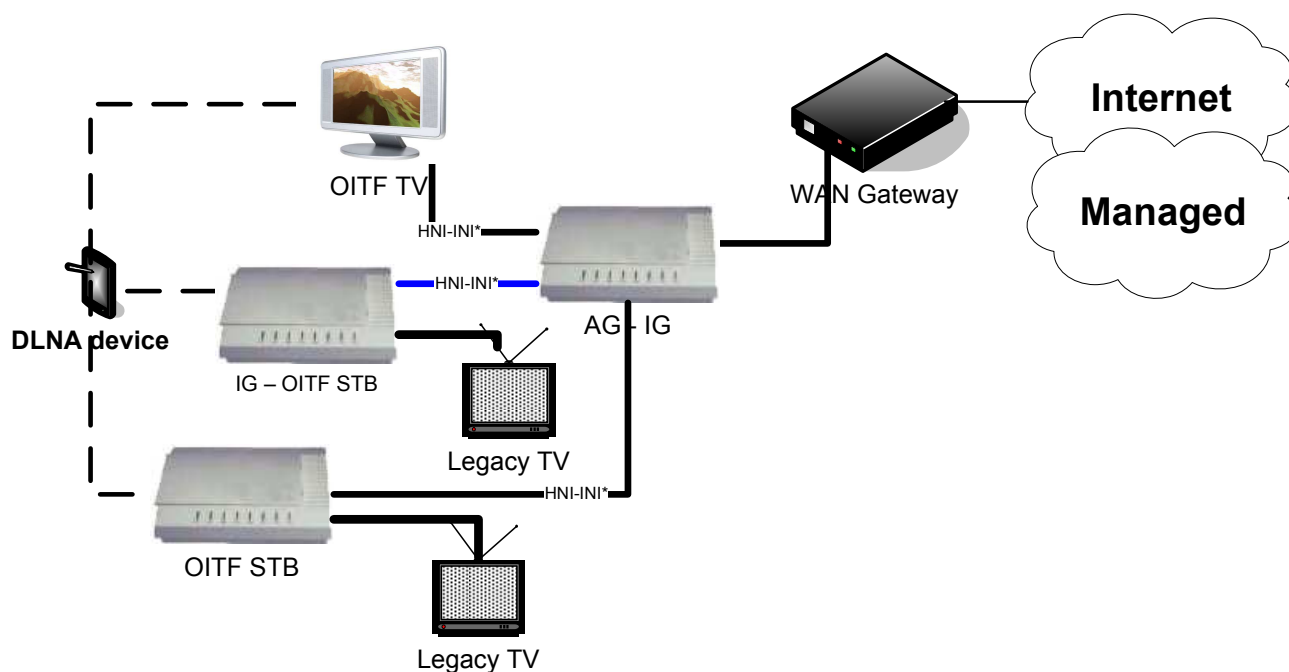 Internet
Managed
WAN Gateway
OITF TV
HNI-INI*
HNI-INI*
AG - IG
DLNA device
IG – OITF STB
Legacy TV
HNI-INI*
OITF STB
Legacy TV